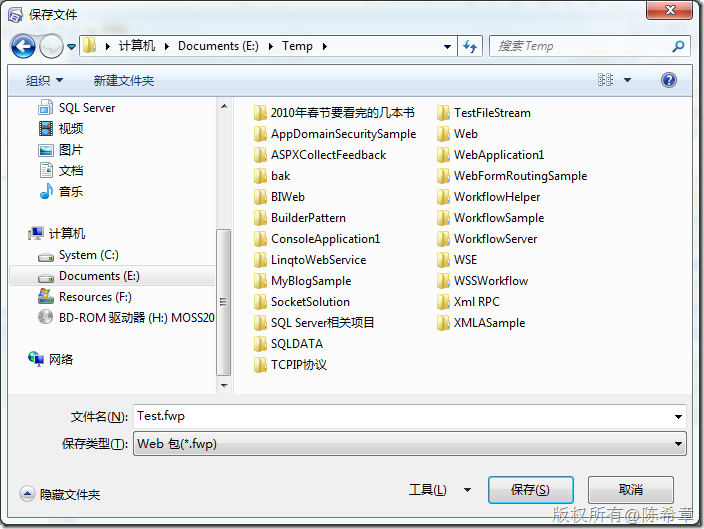 保存文件
计算机 Documents (E:) Temp 搜索 Temp
组织 新建文件夹
SQL Server
视频
图片
文档
音乐
计算机
System (C:)
Documents (E:)
Resources (F:)
BD-ROM 驱动器 (H:) MOSS20
网络
2010年春节要看完的几本书
AppDomainSecuritySample
ASPXCollectFeedback
bak
BIWeb
BuilderPattern
ConsoleApplication1
LinqtoWebService
MyBlogSample
SocketSolution
SQL Server相关项目
SQLDATA
TCPIP协议
TestFileStream
Web
WebApplication1
WebFormRoutingSample
WorkflowHelper
WorkflowSample
WorkflowServer
WSE
WSSWorkflow
Xml RPC
XMLASample
文件名(N): Test.fwp
保存类型(T): Web 包(*.fwp)
隐藏文件夹 工具(L) 保存(S) 取消
版权所有@陈希章